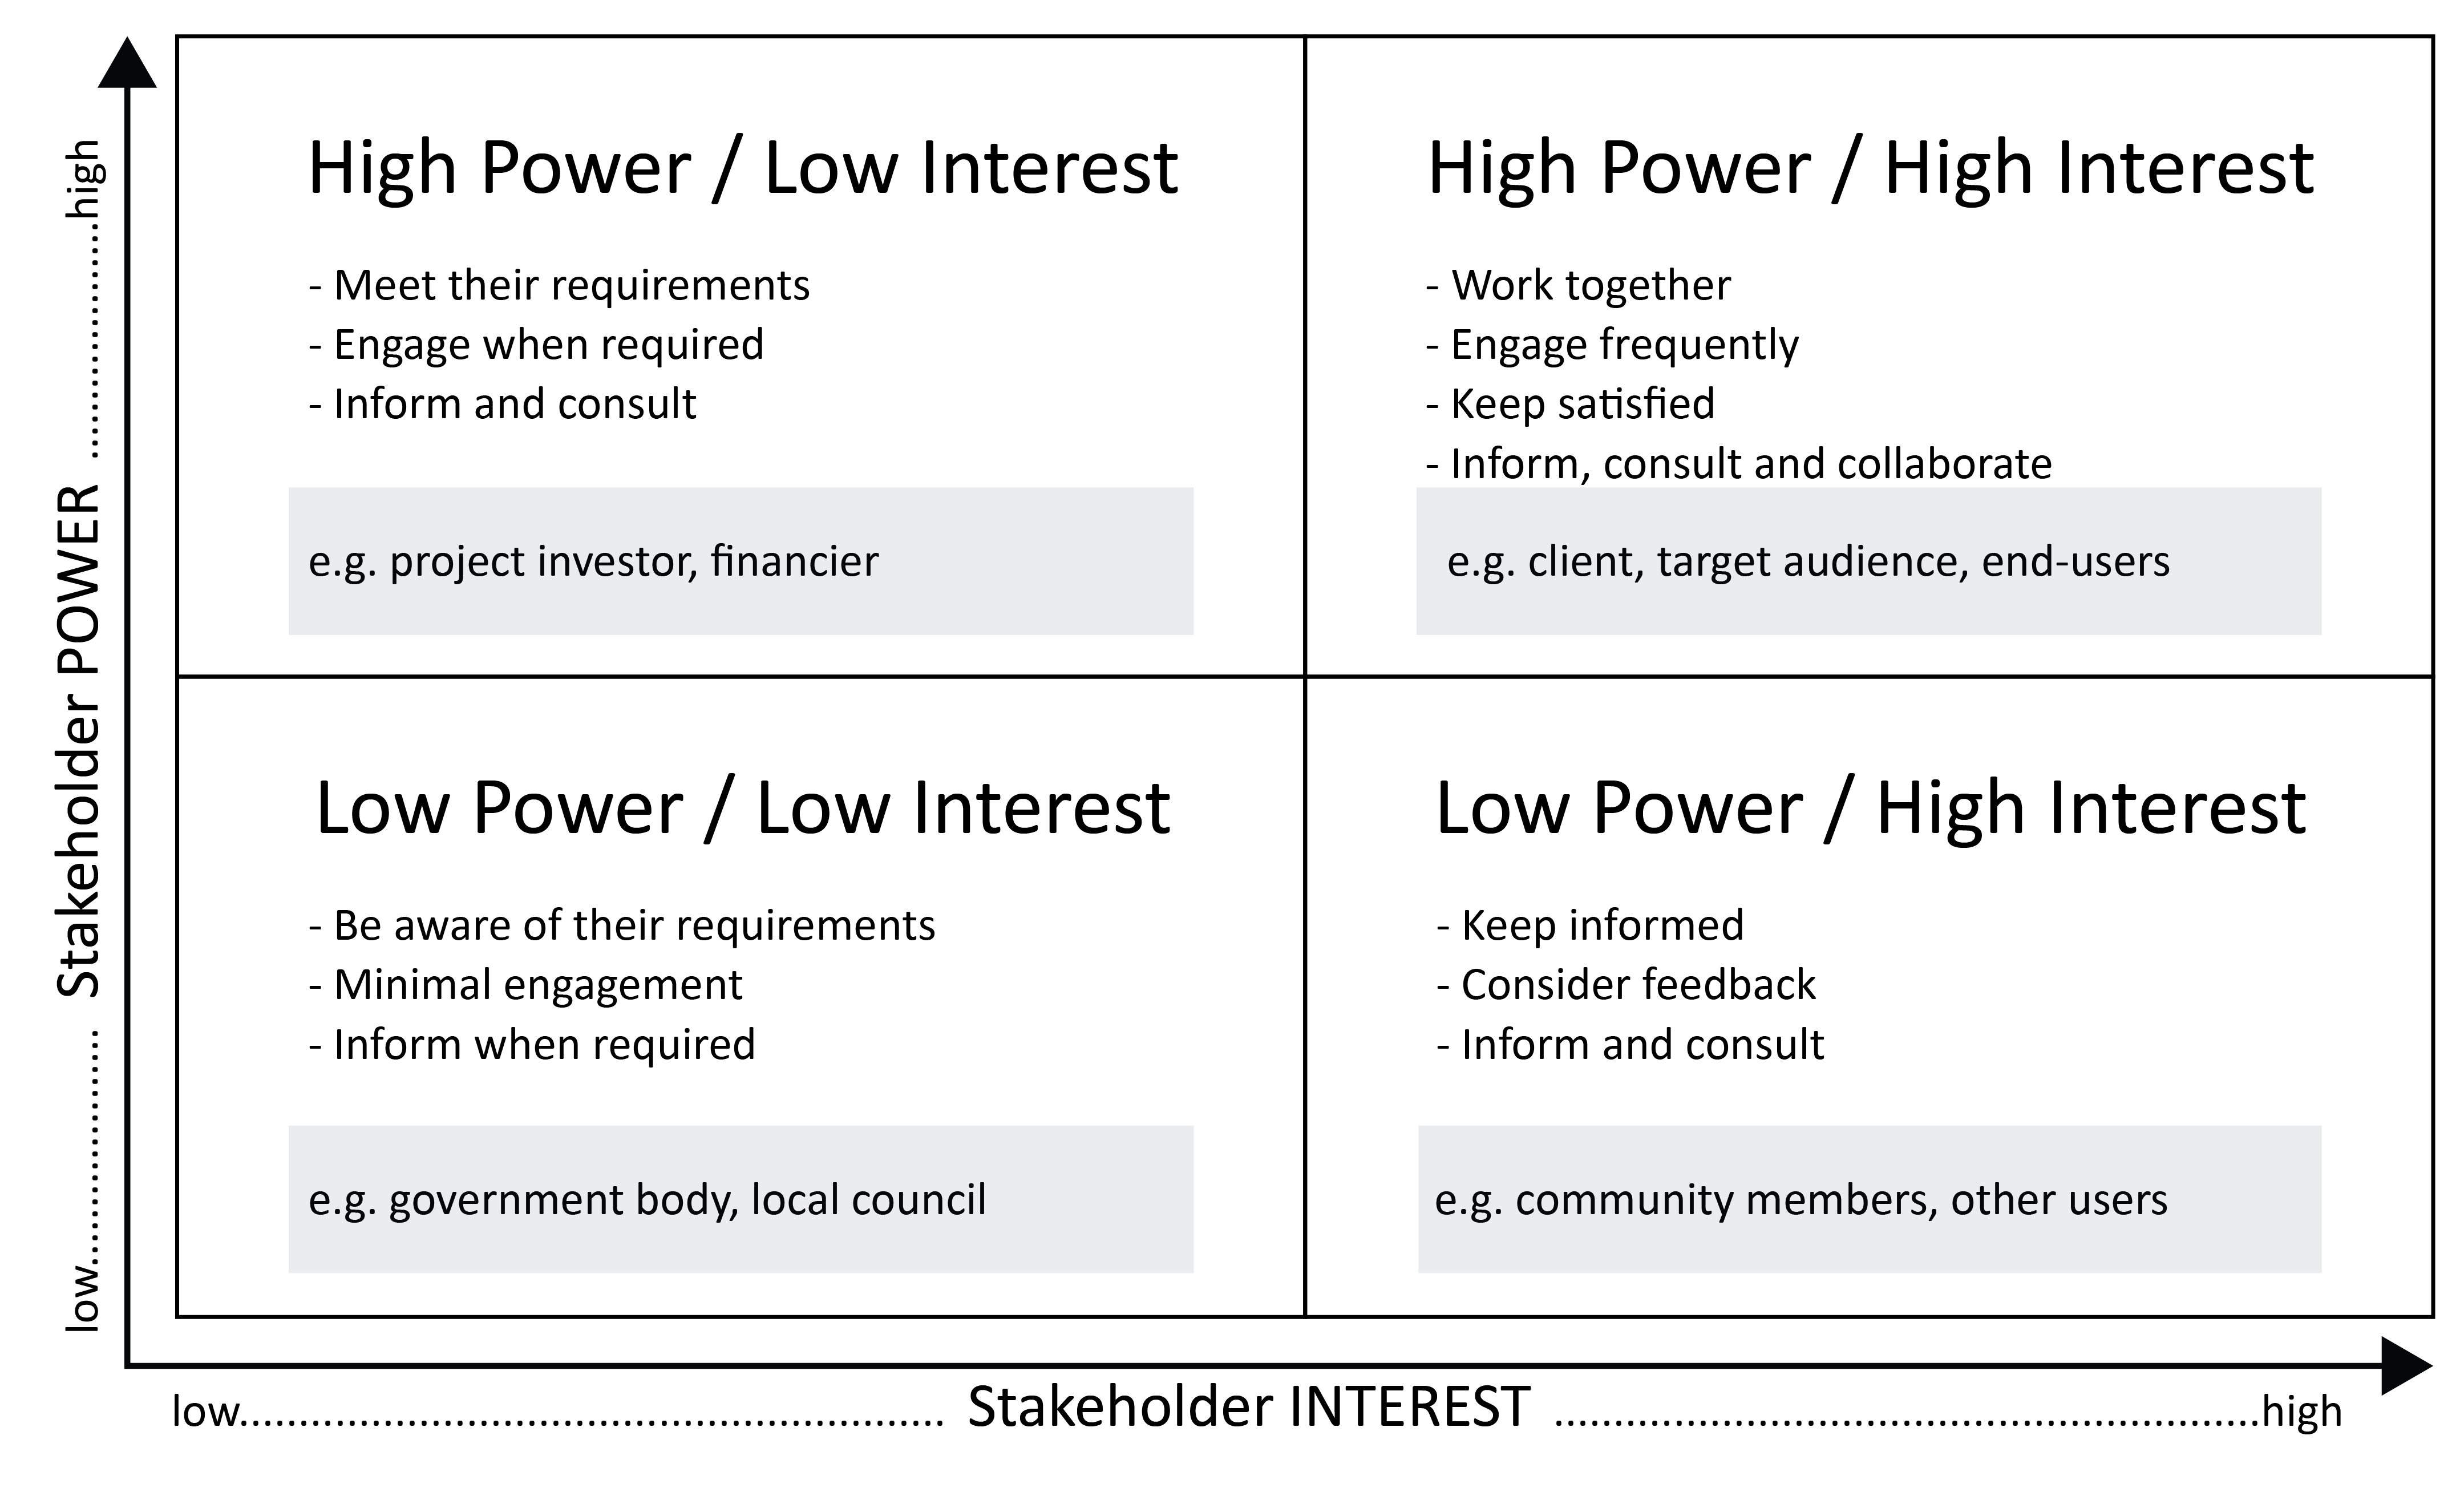 High Power / Low Interest
- Meet their requirements
- Engage when required
- Inform and consult
e.g. project investor, financier
High Power / High Interest
- Work together
- Engage frequently
- Keep satisfied
- Inform, consult and collaborate
e.g. client, target audience, end-users
Low Power / Low Interest
- Be aware of their requirements
- Minimal engagement
- Inform when required
e.g. government body, local council
Low Power / High Interest
- Keep informed
- Consider feedback
- Inform and consult
e.g. community members, other users
low.................... Stakeholder POWER ....................high
low............................................................ Stakeholder INTEREST ............................................................high